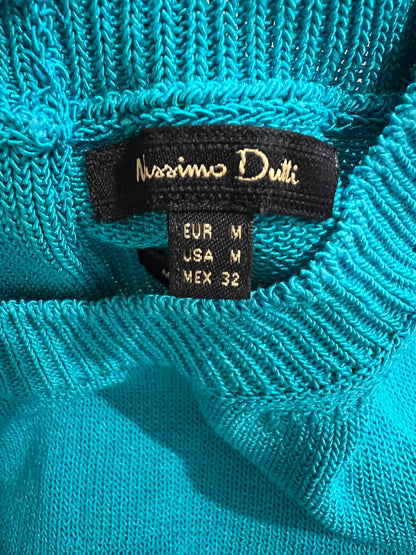 Massimo Dutti
EUR M
USA M
MEX 32